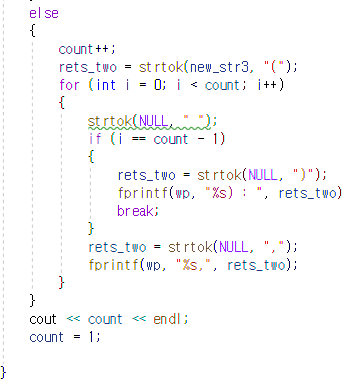 else
{
count++;
rets_two = strtok(new_str3, "(");
for (int i = 0; i < count; i++)
{
strtok(NULL, " ");
if (i == count - 1)
{
rets_two = strtok(NULL, ")");
fprintf(wp, "%s) : ", rets_two)
break;
}
rets_two = strtok(NULL, ",");
fprintf(wp, "%s,", rets_two);
}
}
cout << count << endl;
count = 1;
}